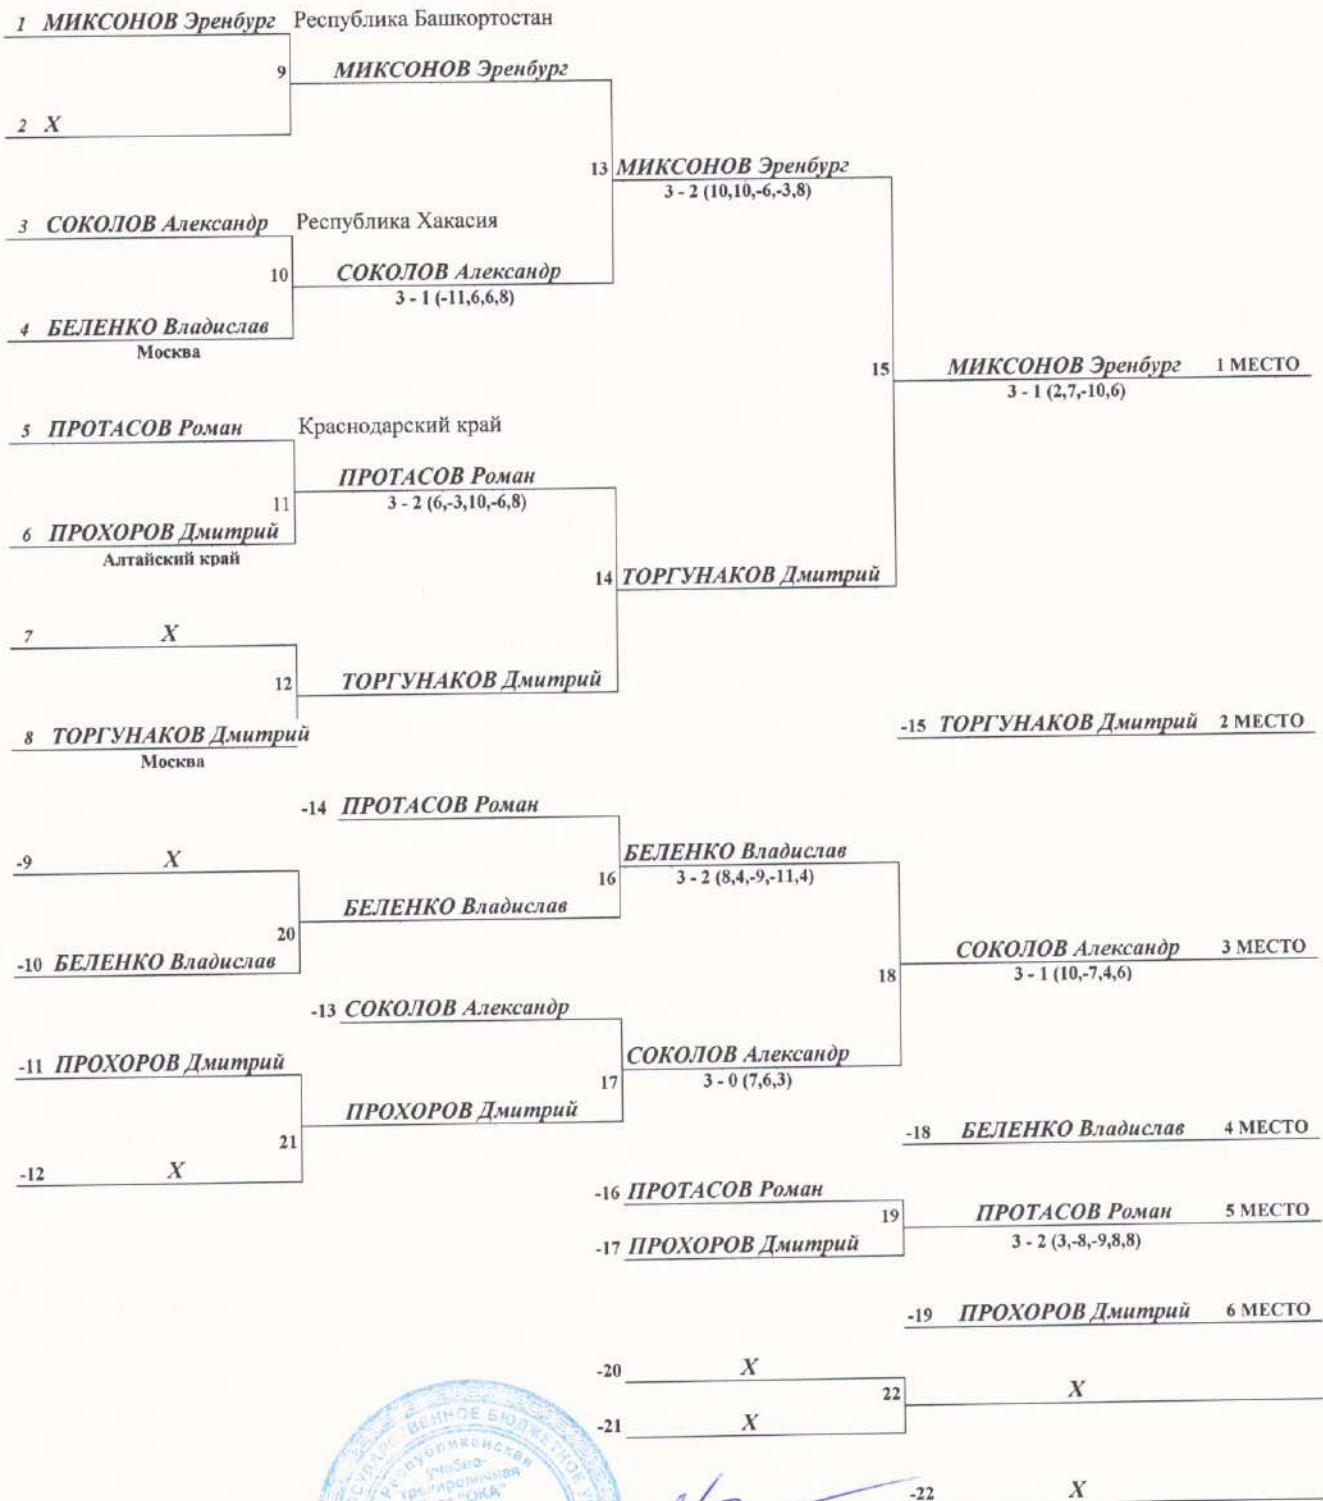 1 МИКСОНОВ Эренбург Республика Башкортостан
9 МИКСОНОВ Эренбург
2 X
13 МИКСОНОВ Эренбург
3 - 2 (10,10,-6,-3,8)
3 СОКОЛОВ Александр Республика Хакасия
10 СОКОЛОВ Александр
3 - 1 (-11,6,6,8)
4 БЕЛЕНКО Владислав
Москва
15 МИКСОНОВ Эренбург 1 МЕСТО
3 - 1 (2,7,-10,6)
5 ПРОТАСОВ Роман Краснодарский край
ПРОТАСОВ Роман
11 3 - 2 (6,-3,10,-6,8)
6 ПРОХОРОВ Дмитрий
Алтайский край
14 ТОРГУНАКОВ Дмитрий
7 X
12 ТОРГУНАКОВ Дмитрий
8 ТОРГУНАКОВ Дмитрий
Москва
-15 ТОРГУНАКОВ Дмитрий 2 МЕСТО
-14 ПРОТАСОВ Роман
-9 X
БЕЛЕНКО Владислав
16 3 - 2 (8,4,-9,-11,4)
БЕЛЕНКО Владислав
20
-10 БЕЛЕНКО Владислав
СОКОЛОВ Александр 3 МЕСТО
18 3 - 1 (10,-7,4,6)
-13 СОКОЛОВ Александр
-11 ПРОХОРОВ Дмитрий
СОКОЛОВ Александр
17 3 - 0 (7,6,3)
ПРОХОРОВ Дмитрий
21
-12 X
-18 БЕЛЕНКО Владислав 4 МЕСТО
-16 ПРОТАСОВ Роман
19 ПРОТАСОВ Роман 5 МЕСТО
3 - 2 (3,-8,-9,8,8)
-17 ПРОХОРОВ Дмитрий
-19 ПРОХОРОВ Дмитрий 6 МЕСТО
-20 X
22 X
-21 X
-22 X
БЮДЖЕТНОЕ
Республиканская
учебно-
тренировочная
"ОКА"